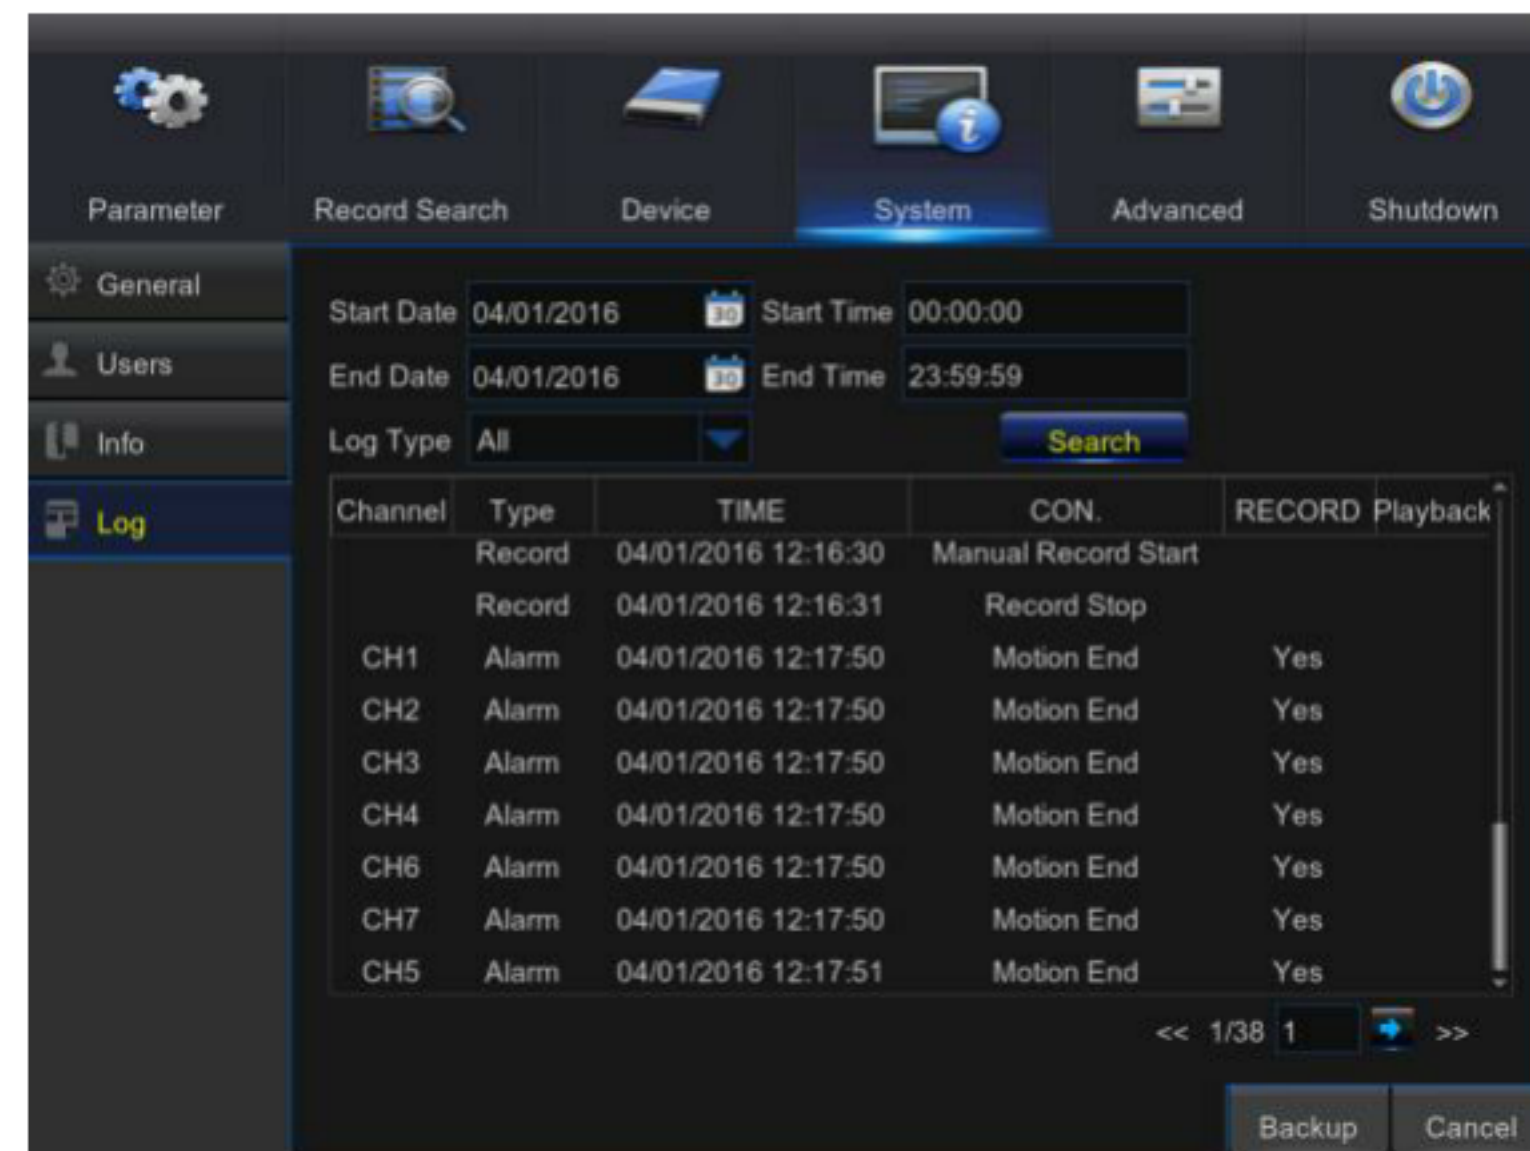 Parameter Record Search Device System Advanced Shutdown
General
Users
Info
Log
Start Date 04/01/2016 30 Start Time 00:00:00
End Date 04/01/2016 30 End Time 23:59:59
Log Type All Search
Channel Type TIME CON. RECORD Playback
Record 04/01/2016 12:16:30 Manual Record Start
Record 04/01/2016 12:16:31 Record Stop
CH1 Alarm 04/01/2016 12:17:50 Motion End Yes
CH2 Alarm 04/01/2016 12:17:50 Motion End Yes
CH3 Alarm 04/01/2016 12:17:50 Motion End Yes
CH4 Alarm 04/01/2016 12:17:50 Motion End Yes
CH6 Alarm 04/01/2016 12:17:50 Motion End Yes
CH7 Alarm 04/01/2016 12:17:50 Motion End Yes
CH5 Alarm 04/01/2016 12:17:51 Motion End Yes
<< 1/38 1 >>
Backup Cancel